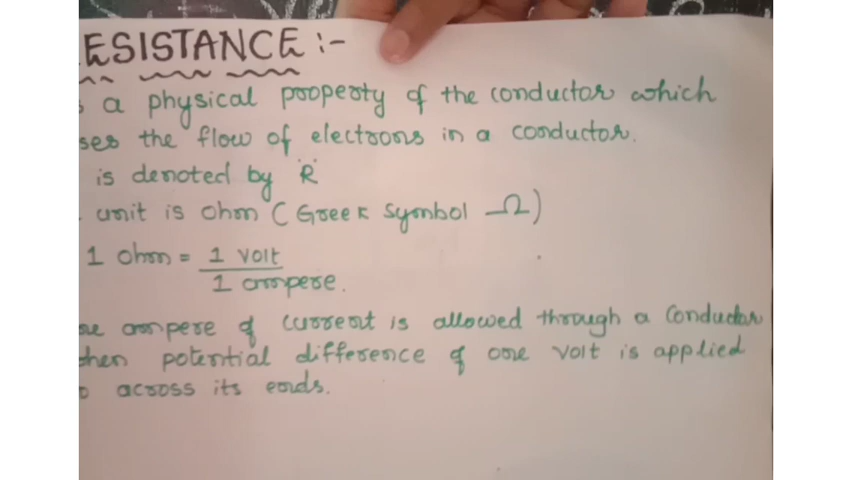 ESISTANCE :-
a physical property of the conductor which
ses the flow of electrons in a conductor.
is denoted by "R"
unit is ohm ( Greek symbol Ω )
1 ohm = 1 volt
1 ampere.
ampere of current is allowed through a conductor
hen potential difference of one volt is applied
across its ends.